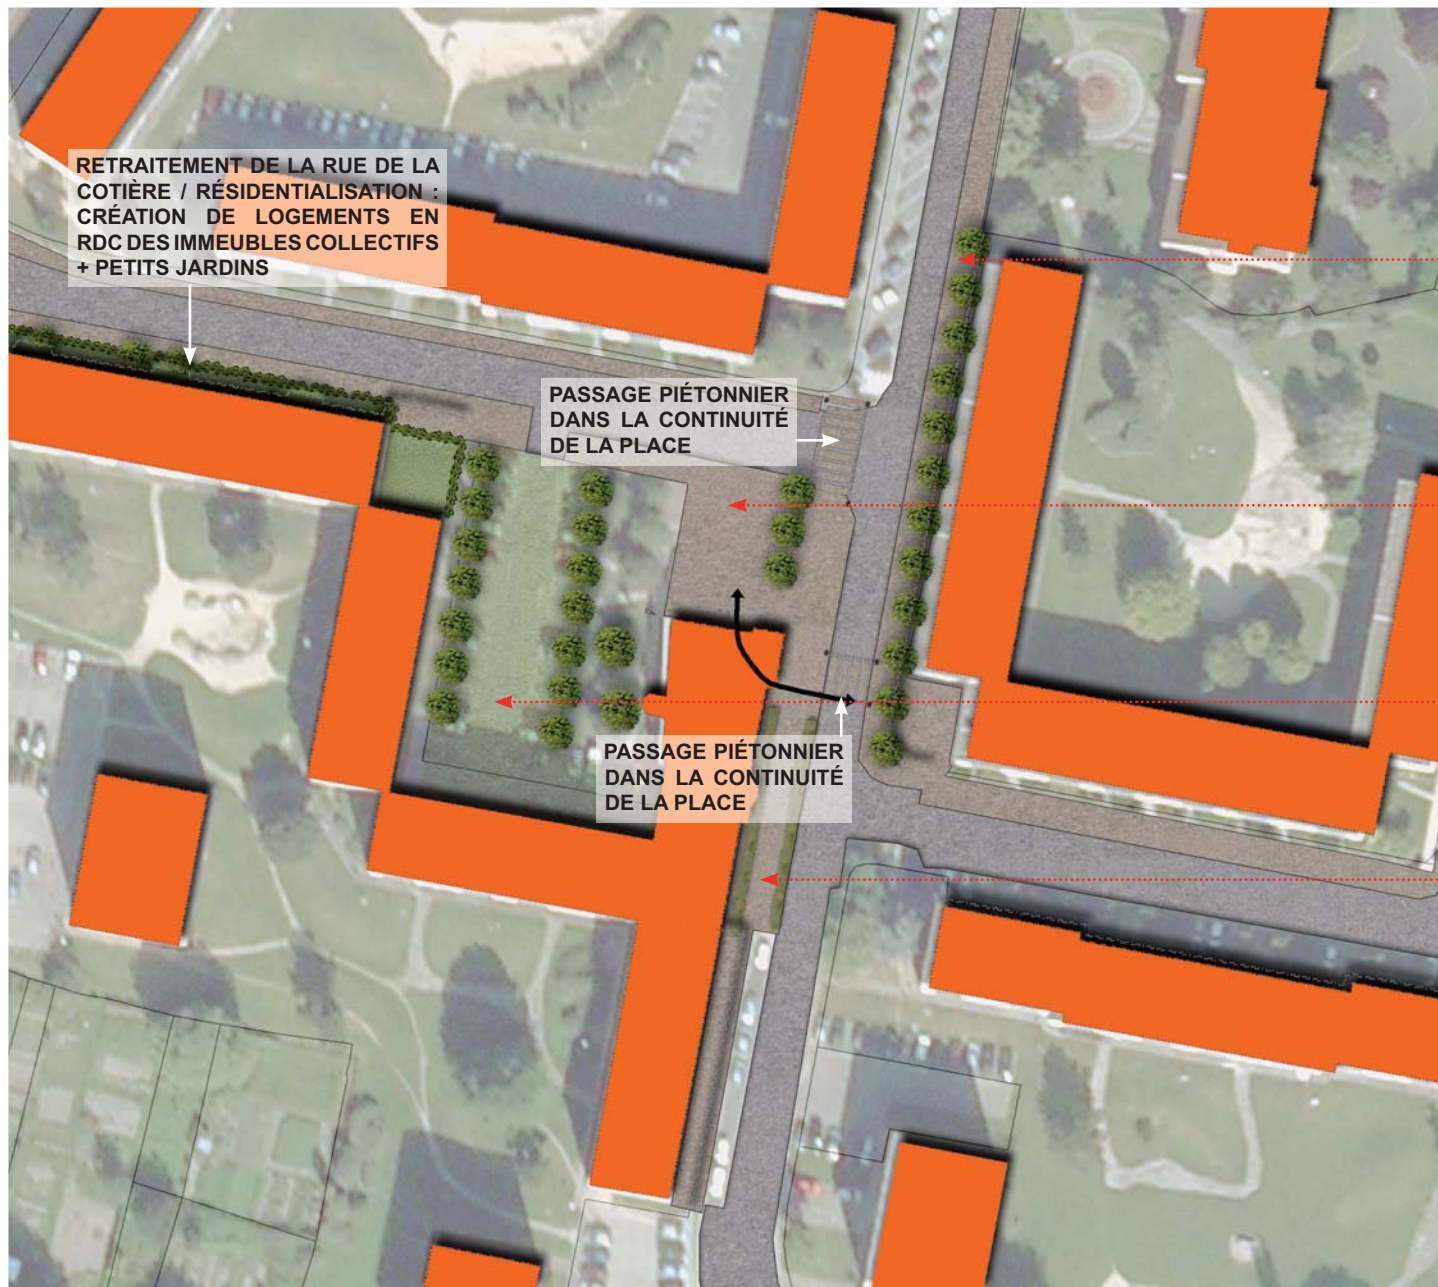 RETRAITEMENT DE LA RUE DE LA
COTIÈRE / RÉSIDENTIALISATION :
CRÉATION DE LOGEMENTS EN
RDC DES IMMEUBLES COLLECTIFS
+ PETITS JARDINS
PASSAGE PIÉTONNIER
DANS LA CONTINUITÉ
DE LA PLACE
PASSAGE PIÉTONNIER
DANS LA CONTINUITÉ
DE LA PLACE